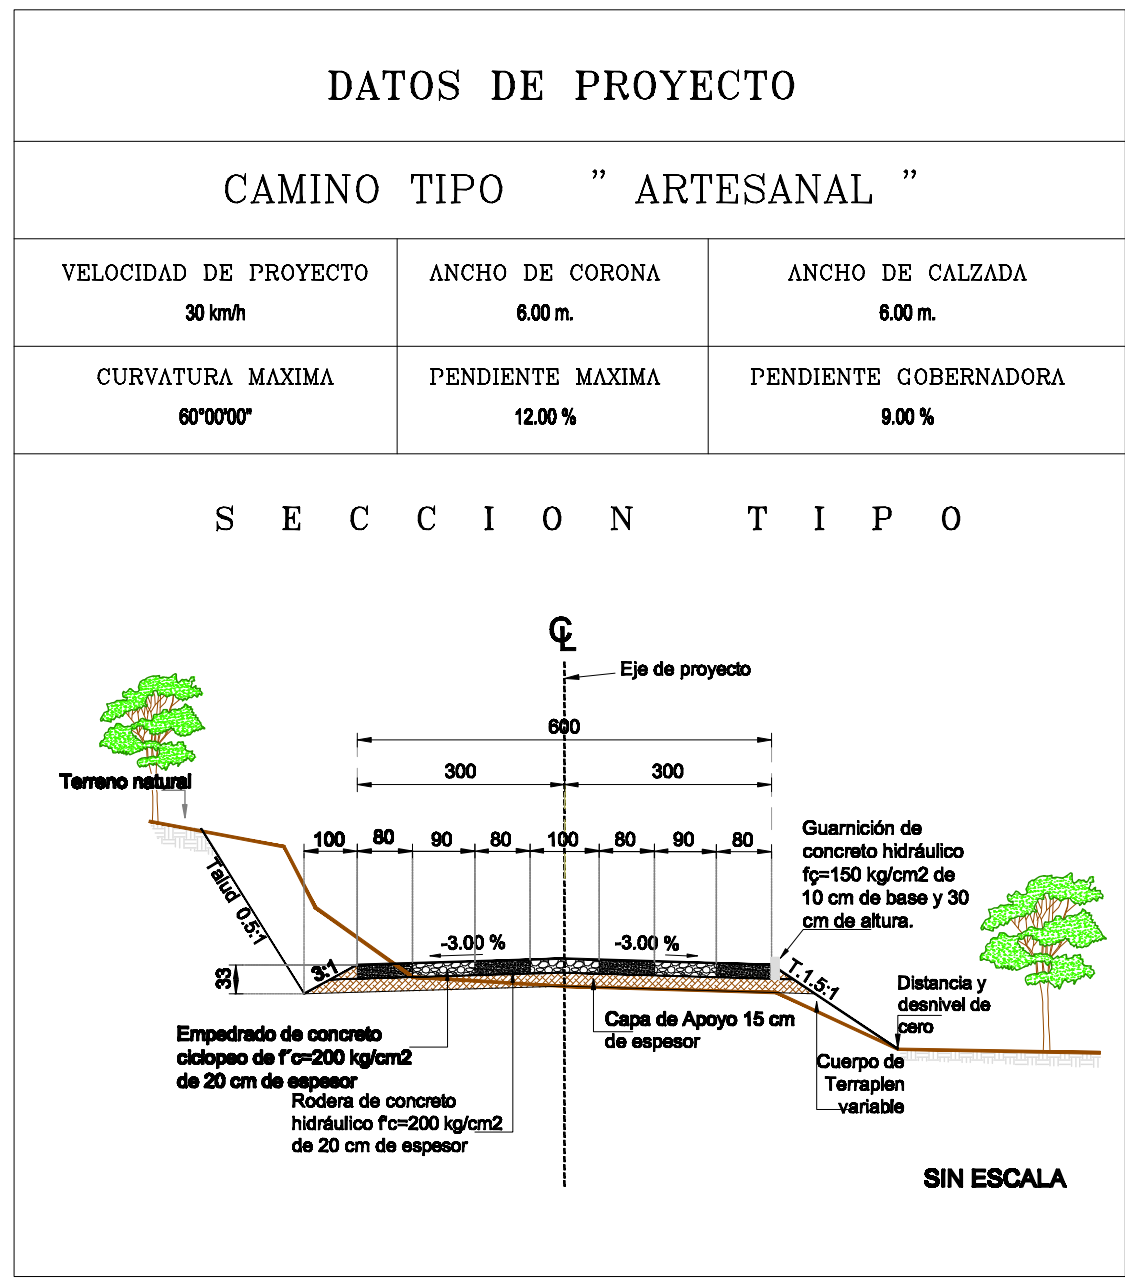 DATOS DE PROYECTO
CAMINO TIPO " ARTESANAL "
VELOCIDAD DE PROYECTO
30 km/h
ANCHO DE CORONA
6.00 m.
ANCHO DE CALZADA
6.00 m.
CURVATURA MAXIMA
60°00'00"
PENDIENTE MAXIMA
12.00 %
PENDIENTE GOBERNADORA
9.00 %
SECCION TIPO
CL
Eje de proyecto
600
300 300
Terreno natural
100 80 90 80 100 80 90 80
Guarnición de
concreto hidráulico
fç=150 kg/cm2 de
10 cm de base y 30
cm de altura.
Talud 0.5:1
-3.00 % -3.00 %
33
3:1
T.1.5:1
Distancia y
desnivel de
cero
Capa de Apoyo 15 cm
de espesor
Empedrado de concreto
ciclopeo de f´c=200 kg/cm2
de 20 cm de espesor
Cuerpo de
Terraplen
variable
Rodera de concreto
hidráulico f'c=200 kg/cm2
de 20 cm de espesor
SIN ESCALA